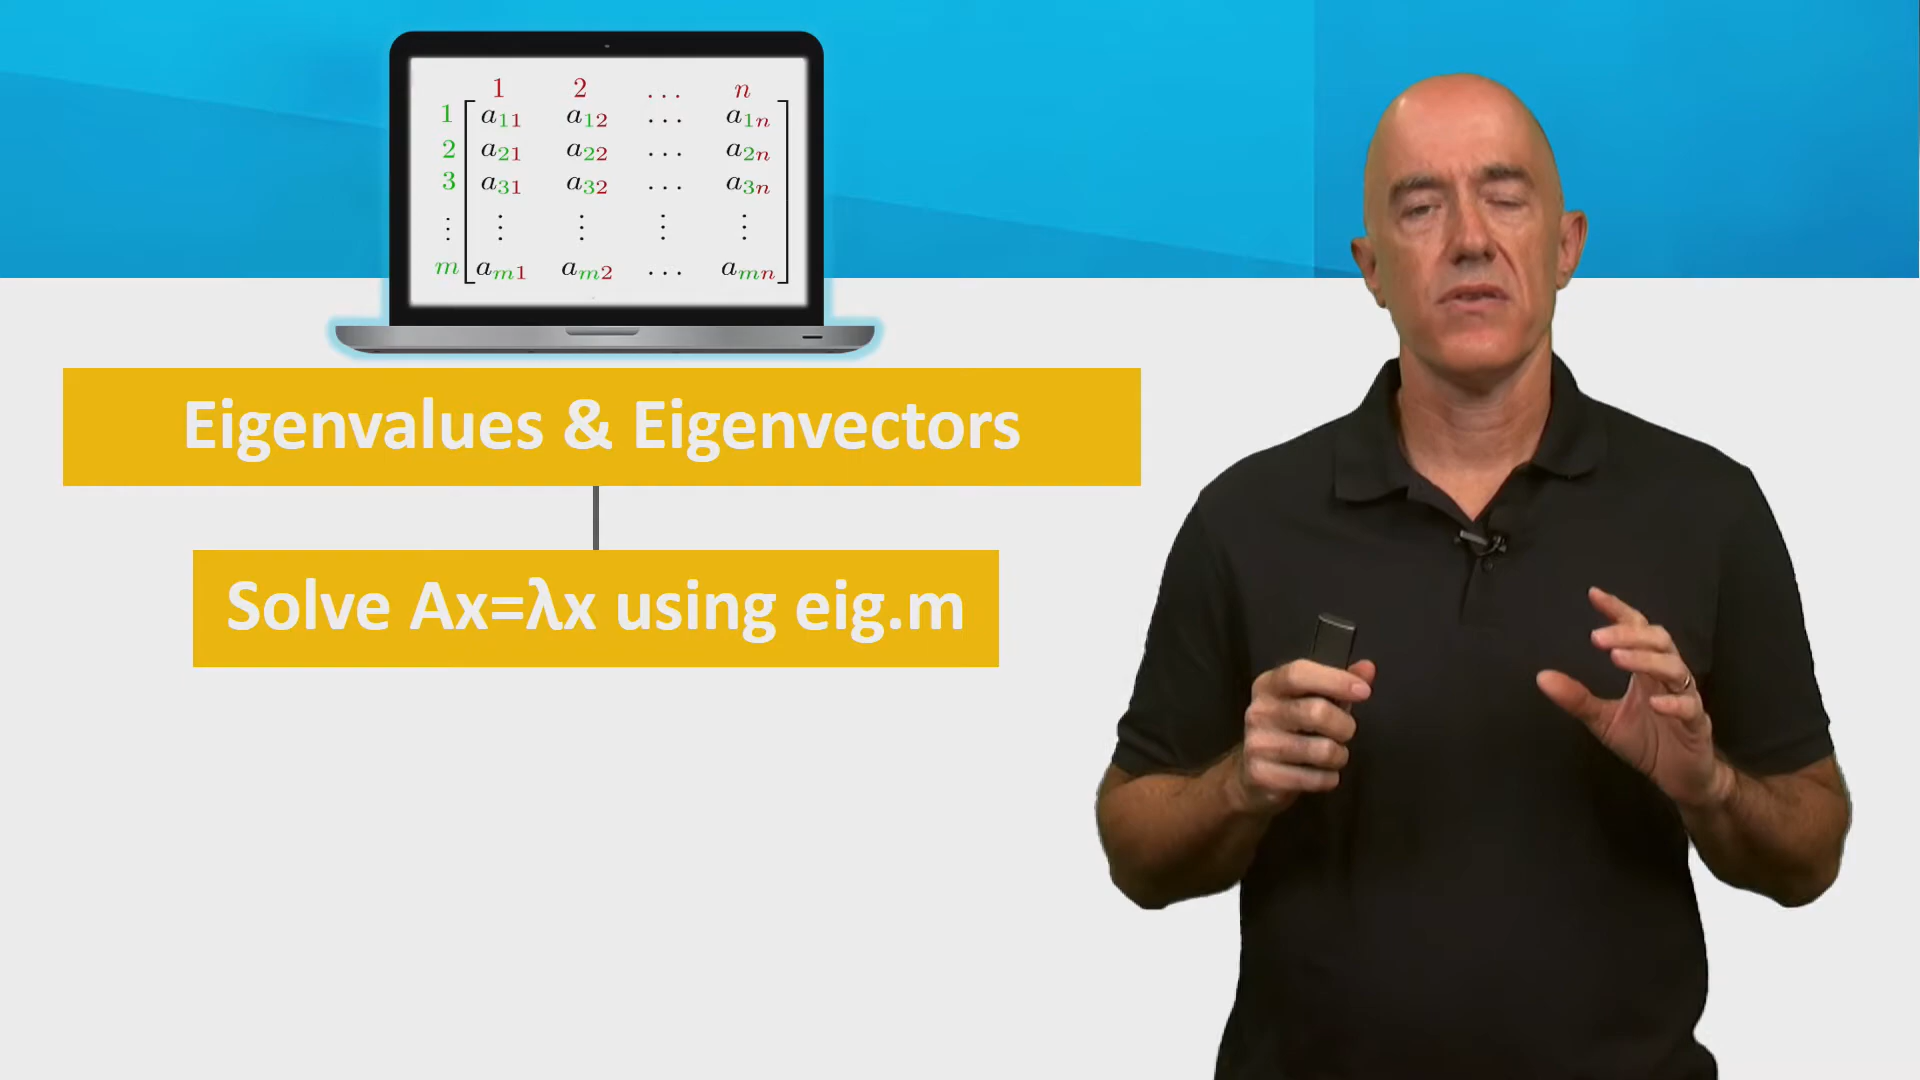 1 2 ... n
1 a11 a12 ... a1n
2 a21 a22 ... a2n
3 a31 a32 ... a3n
⋮ ⋮ ⋮ ⋮ ⋮
m am1 am2 ... amn
Eigenvalues & Eigenvectors
Solve Ax=λx using eig.m